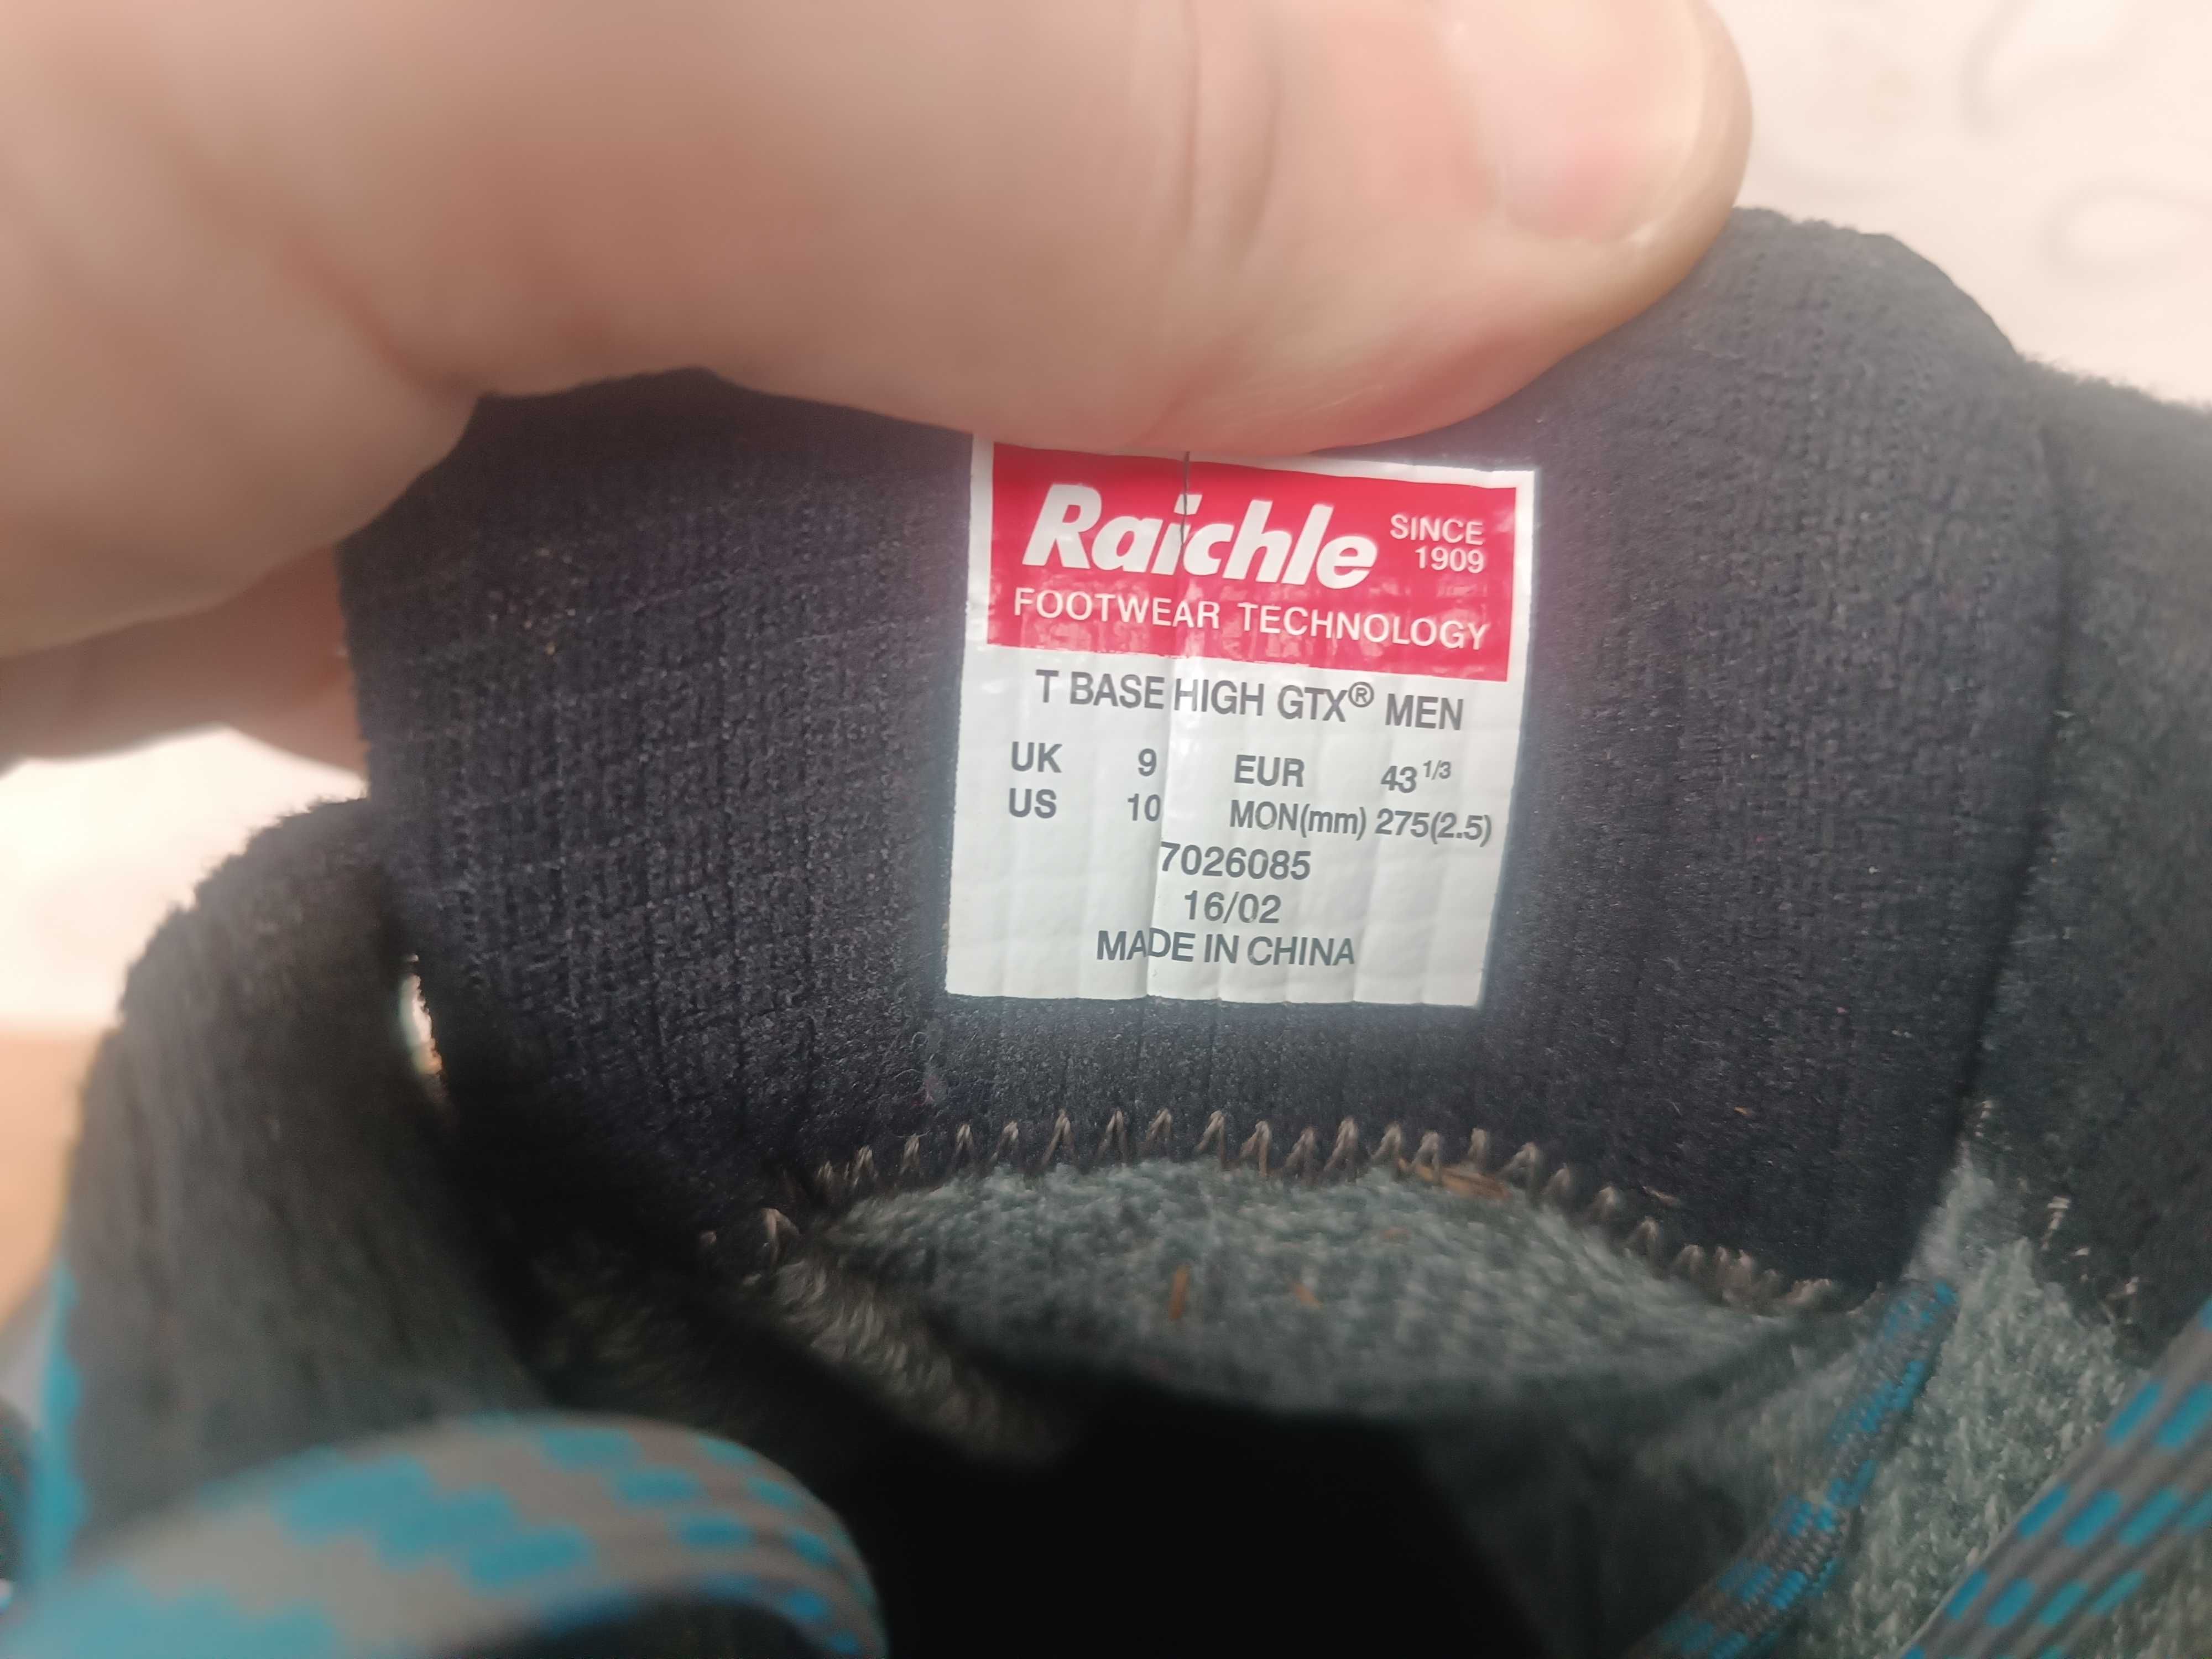 Raichle SINCE 1909
FOOTWEAR TECHNOLOGY
T BASE HIGH GTX® MEN
UK 9 EUR 43 1/3
US 10 MON(mm) 275(2.5)
7026085
16/02
MADE IN CHINA